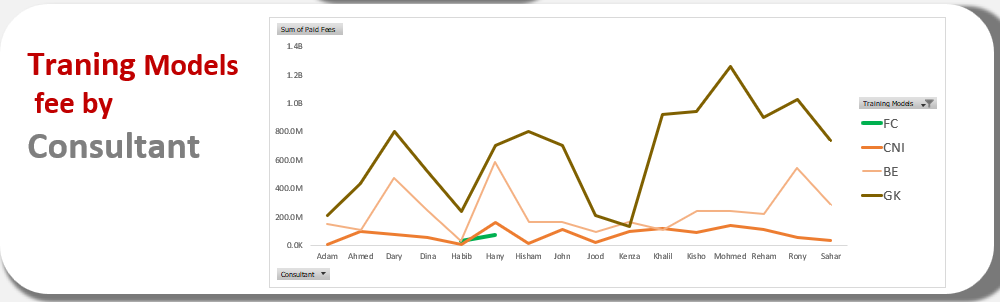 Traning Models
fee by
Consultant
Sum of Paid Fees
1.4B
1.2B
1.0B
800.0M
600.0M
400.0M
200.0M
0.0K
Adam Ahmed Dary Dina Habib Hany Hisham John Jood Kenza Khalil Kisho Mohmed Reham Rony Sahar
Consultant
Training Models
FC
CNI
BE
GK